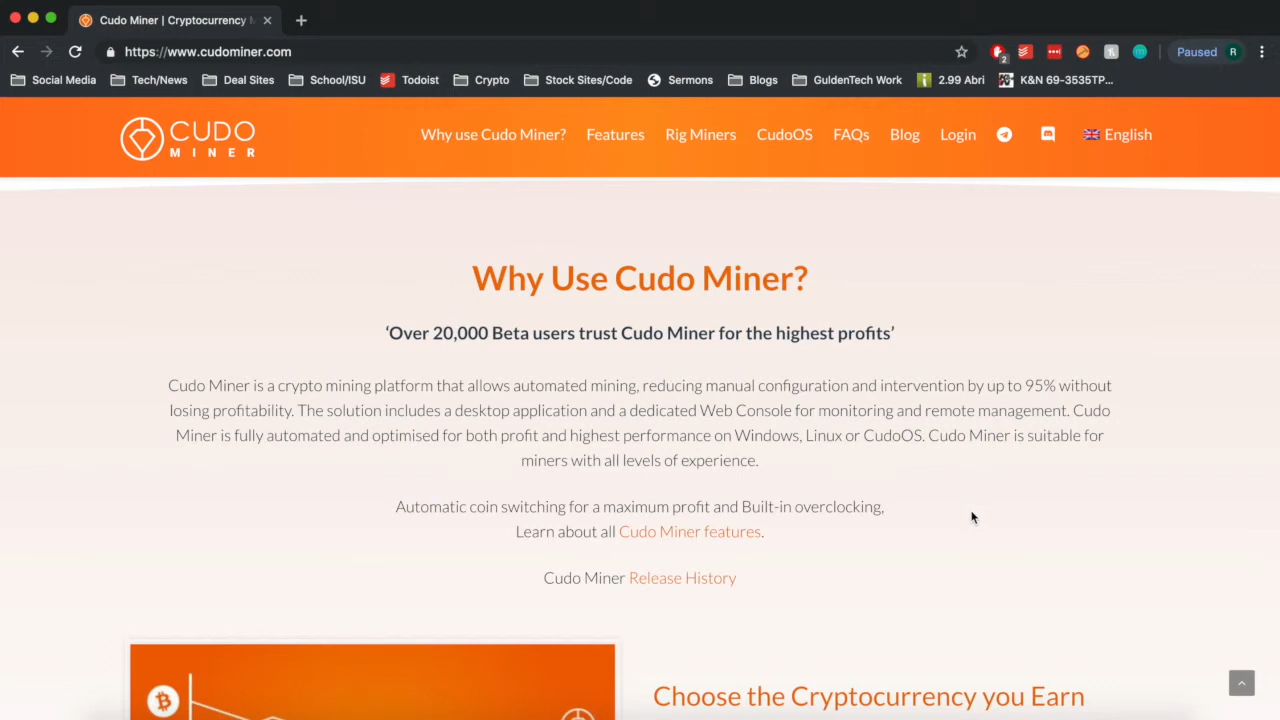 Cudo Miner | Cryptocurrency M
https://www.cudominer.com
2
Paused R
Social Media Tech/News Deal Sites School/ISU Todoist Crypto Stock Sites/Code Sermons Blogs GuldenTech Work 2.99 Abri K&N 69-3535TP...
CUDO
MINER
Why use Cudo Miner? Features Rig Miners CudoOS FAQs Blog Login English
Why Use Cudo Miner?
‘Over 20,000 Beta users trust Cudo Miner for the highest profits’
Cudo Miner is a crypto mining platform that allows automated mining, reducing manual configuration and intervention by up to 95% without
losing profitability. The solution includes a desktop application and a dedicated Web Console for monitoring and remote management. Cudo
Miner is fully automated and optimised for both profit and highest performance on Windows, Linux or CudoOS. Cudo Miner is suitable for
miners with all levels of experience.
Automatic coin switching for a maximum profit and Built-in overclocking,
Learn about all Cudo Miner features.
Cudo Miner Release History
Choose the Cryptocurrency you Earn